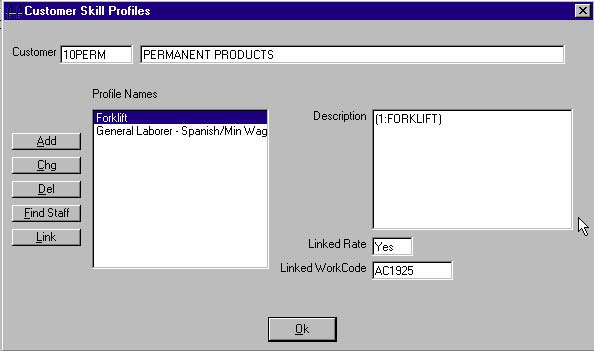 Customer Skill Profiles
Customer 10PERM PERMANENT PRODUCTS
Profile Names
Forklift
General Laborer - Spanish/Min Wag
Add
Chg
Del
Find Staff
Link
Description (1:FORKLIFT)
Linked Rate Yes
Linked WorkCode AC1925
Ok